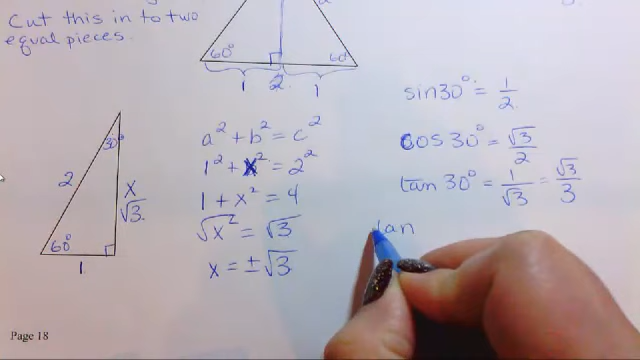 Cut this in to two
equal pieces.
60° 60
1 2 1
30°
2
x
√3
60°
1
a² + b² = c²
1² + x² = 2²
1 + x² = 4
√x² = √3
x = ±√3
sin30° = 1/2
cos 30° = √3/2
tan 30° = 1/√3 = √3/3
tan
Page 18